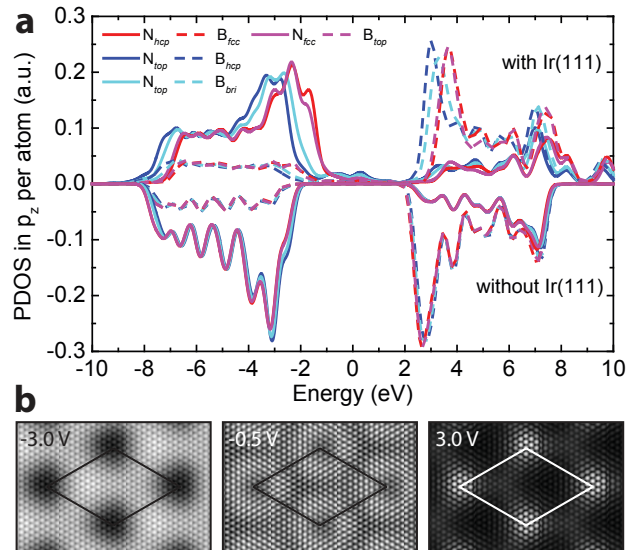 a
N_hcp B_fcc N_fcc B_top
N_top B_hcp
N_top B_bri
with Ir(111)
without Ir(111)
PDOS in p_z per atom (a.u.)
0.3
0.2
0.1
0.0
-0.1
-0.2
-0.3
-10 -8 -6 -4 -2 0 2 4 6 8 10
Energy (eV)
b
-3.0 V -0.5 V 3.0 V